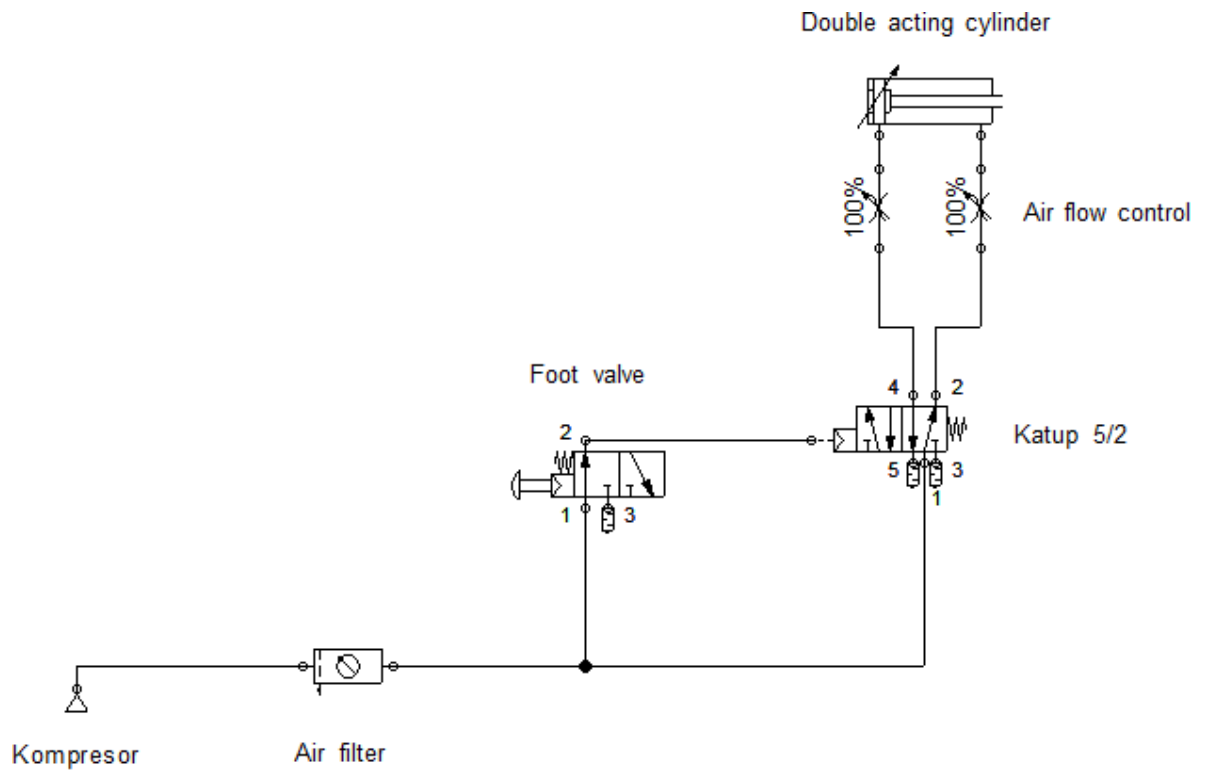 Double acting cylinder
100%
100%
Air flow control
Foot valve
4
2
2
Katup 5/2
5
3
1
1
3
Kompresor
Air filter